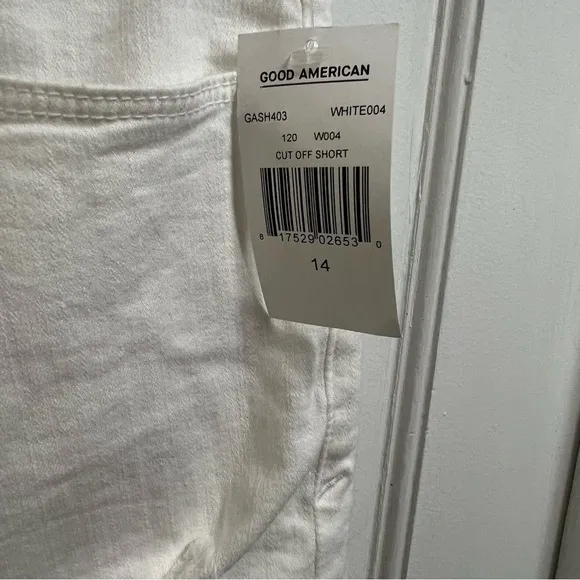 GOOD AMERICAN
GASH403 WHITE004
120 W004
CUT OFF SHORT
8 17529 02653 0
14